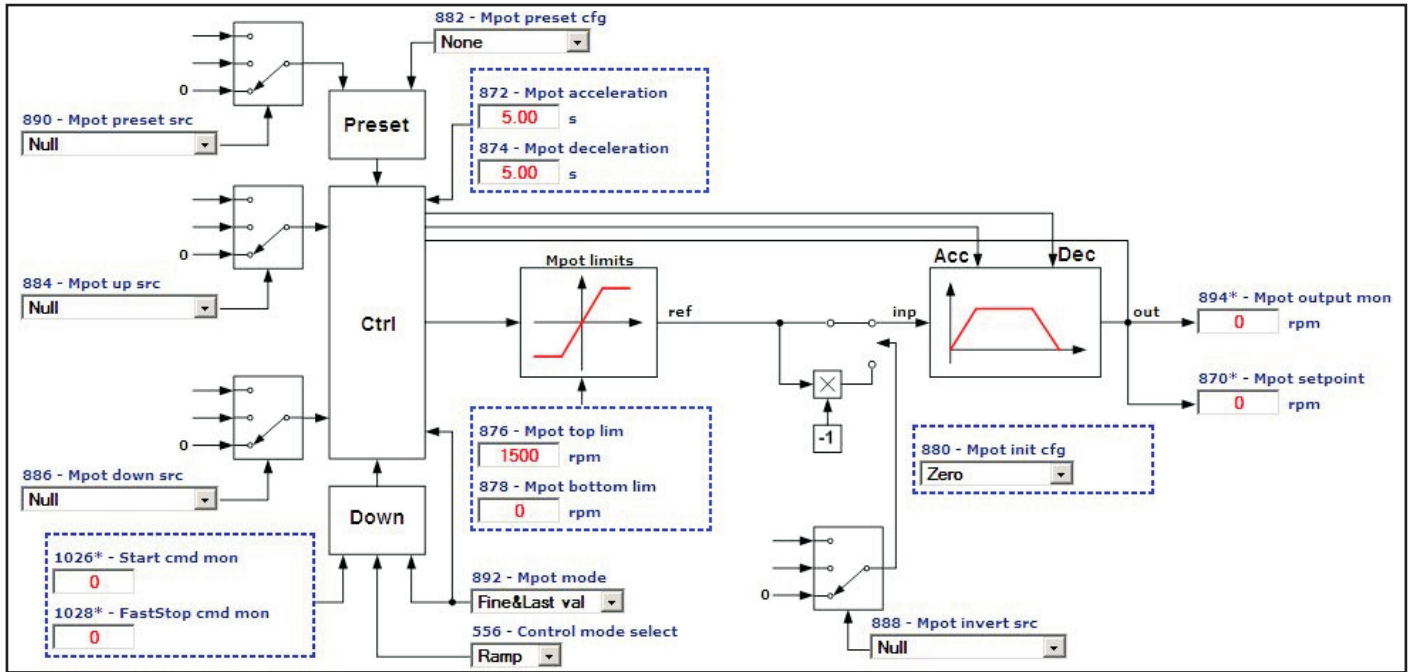 882 - Mpot preset cfg
None
0
890 - Mpot preset src
Null
Preset
872 - Mpot acceleration
5.00 s
874 - Mpot deceleration
5.00 s
0
884 - Mpot up src
Null
Ctrl
Mpot limits
ref
inp
Acc
Dec
out
894* - Mpot output mon
0 rpm
870* - Mpot setpoint
0 rpm
-1
876 - Mpot top lim
1500 rpm
878 - Mpot bottom lim
0 rpm
880 - Mpot init cfg
Zero
0
886 - Mpot down src
Null
Down
1026* - Start cmd mon
0
1028* - FastStop cmd mon
0
892 - Mpot mode
Fine&Last val
556 - Control mode select
Ramp
0
888 - Mpot invert src
Null